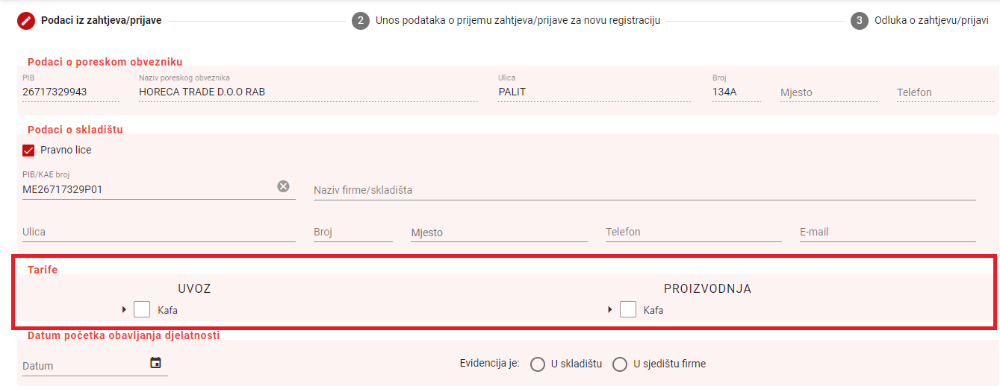 Podaci iz zahtjeva/prijave
2 Unos podataka o prijemu zahtjeva/prijave za novu registraciju
3 Odluka o zahtjevu/prijavi
Podaci o poreskom obvezniku
PIB Naziv poreskog obveznika Ulica Broj
26717329943 HORECA TRADE D.O.O RAB PALIT 134A Mjesto Telefon
Podaci o skladištu
Pravno lice
PIB/KAE broj
ME26717329P01 Naziv firme/skladišta
Ulica Broj Mjesto Telefon E-mail
Tarife
UVOZ PROIZVODNJA
Kafa Kafa
Datum početka obavljanja djelatnosti
Datum Evidencija je: U skladištu U sjedištu firme